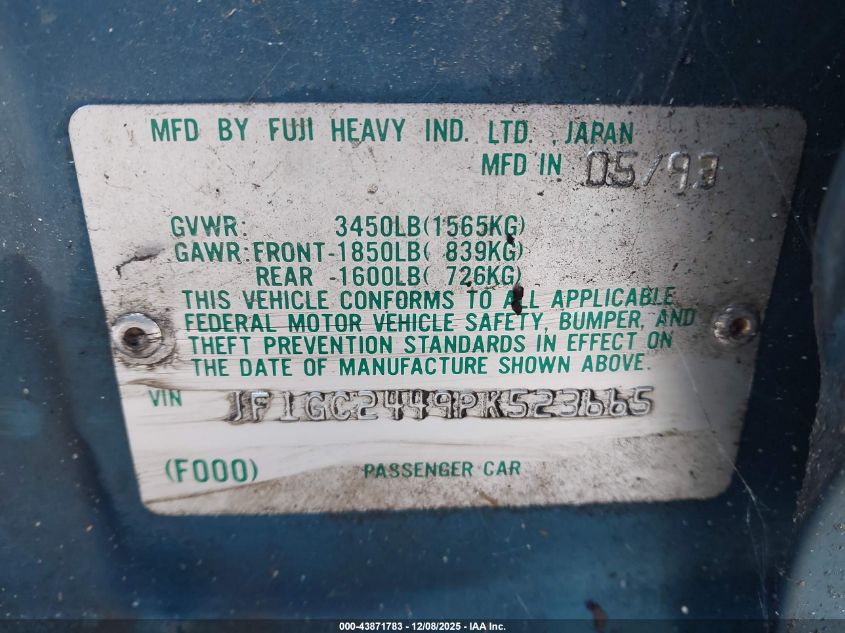 MFD BY FUJI HEAVY IND. LTD. , JAPAN
MFD IN 05/93
GVWR: 3450LB(1565KG)
GAWR:FRONT-1850LB( 839KG)
REAR -1600LB( 726KG)
THIS VEHICLE CONFORMS TO ALL APPLICABLE
FEDERAL MOTOR VEHICLE SAFETY, BUMPER, AND
THEFT PREVENTION STANDARDS IN EFFECT ON
THE DATE OF MANUFACTURE SHOWN ABOVE.
VIN JF1GC2449PK523665
(F000) PASSENGER CAR
000-43871783 - 12/08/2025 - IAA Inc.